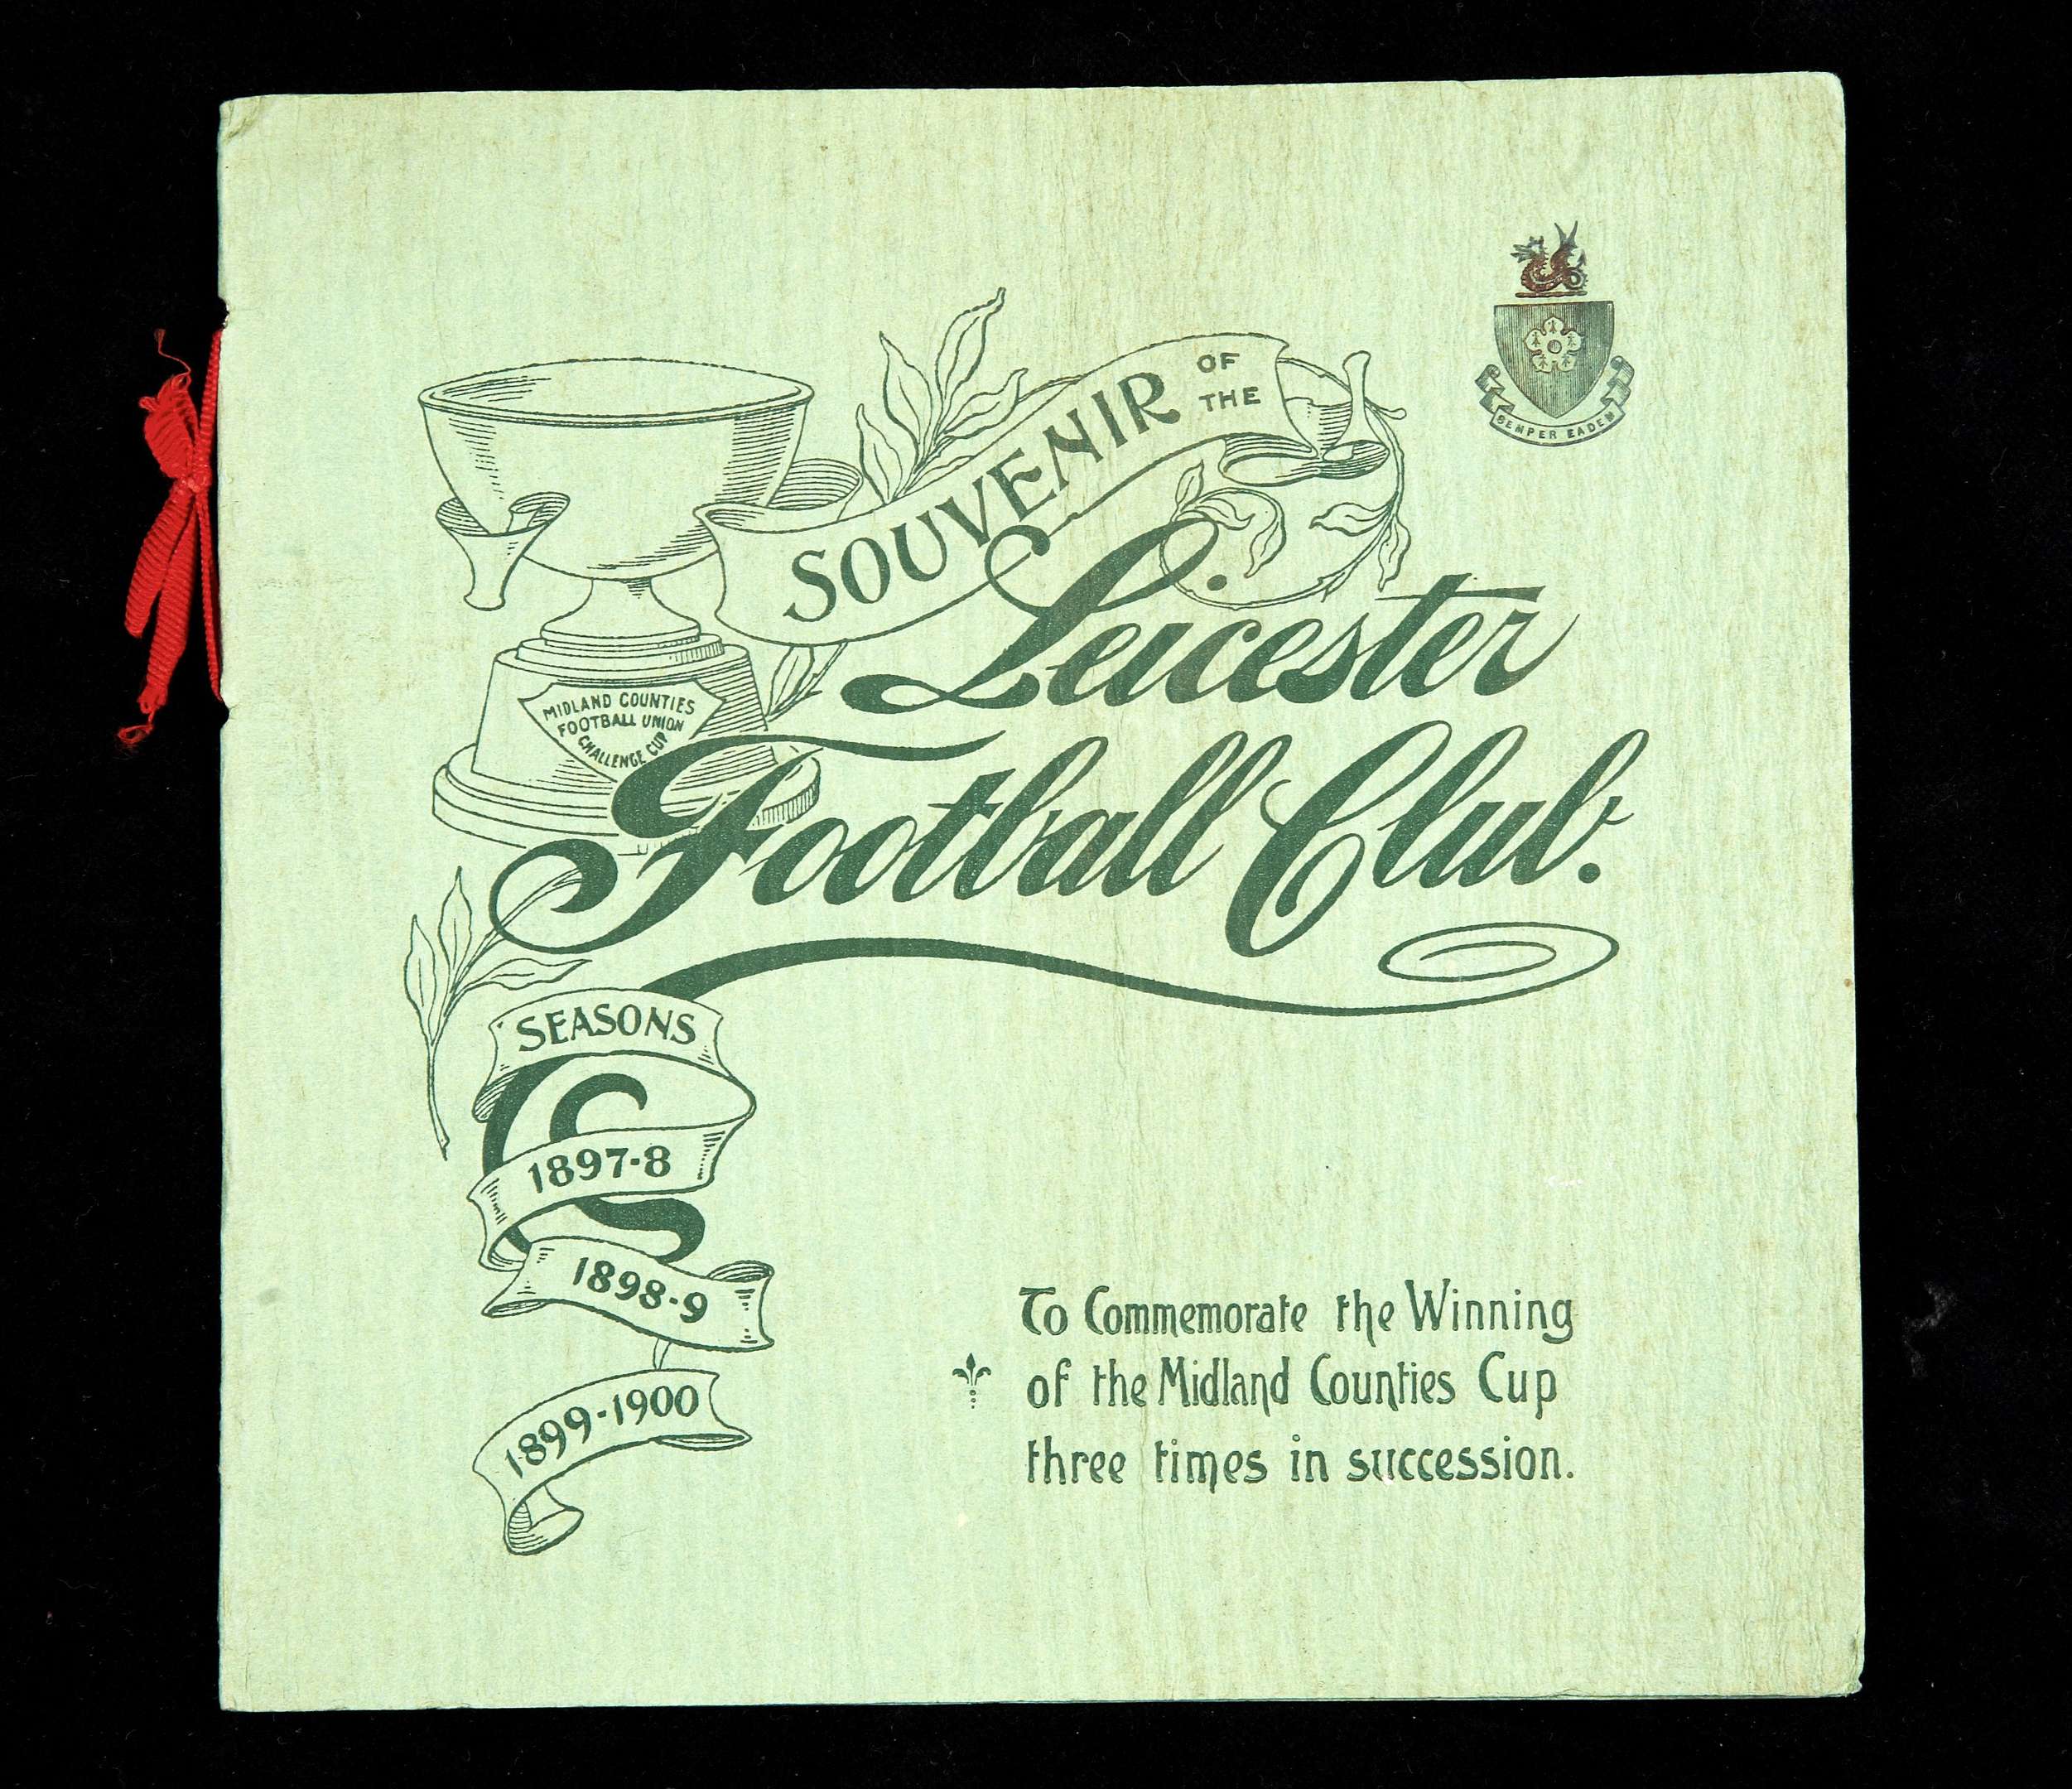 SOUVENIR OF THE
Leicester
Football Club.
SEMPER EADEM
MIDLAND COUNTIES
FOOTBALL UNION
CHALLENGE CUP
SEASONS
1897-8
1898-9
1899-1900
To Commemorate the Winning
of the Midland Counties Cup
three times in succession.